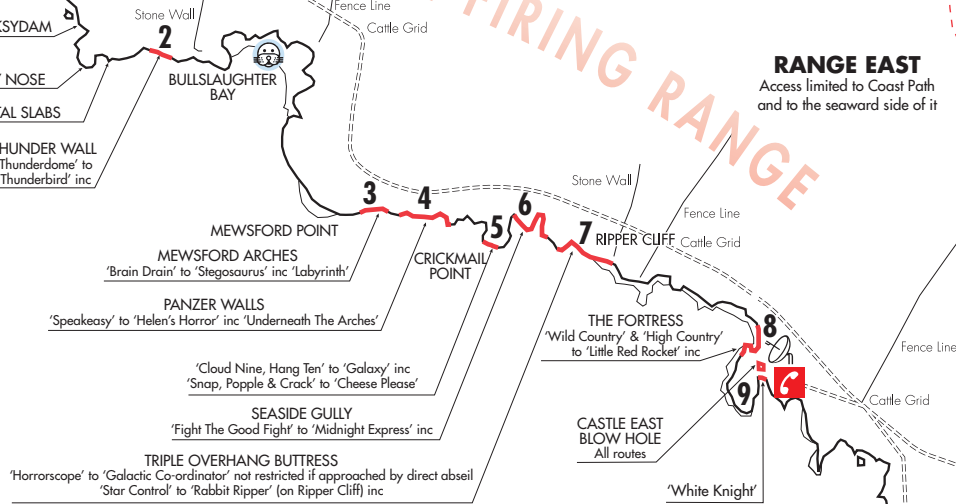 KSYDAM
NOSE
TAL SLABS
HUNDER WALL
Thunderdome’ to
Thunderbird’ inc
Stone Wall
2
BULLSLAUGHTER
BAY
Fence Line
Cattle Grid
FIRING RANGE
RANGE EAST
Access limited to Coast Path
and to the seaward side of it
3
4
5
6
7
MEWSFORD POINT
MEWSFORD ARCHES
‘Brain Drain’ to ‘Stegosaurus’ inc ‘Labyrinth’
PANZER WALLS
‘Speakeasy’ to ‘Helen’s Horror’ inc ‘Underneath The Arches’
CRICKMAIL
POINT
‘Cloud Nine, Hang Ten’ to ‘Galaxy’ inc
‘Snap, Popple & Crack’ to ‘Cheese Please’
SEASIDE GULLY
‘Fight The Good Fight’ to ‘Midnight Express’ inc
TRIPLE OVERHANG BUTTRESS
‘Horrorscope’ to ‘Galactic Co-ordinator’ not restricted if approached by direct abseil
‘Star Control’ to ‘Rabbit Ripper’ (on Ripper Cliff) inc
Stone Wall
RIPPER CLIFF
Fence Line
Cattle Grid
THE FORTRESS
‘Wild Country’ & ‘High Country’
to ‘Little Red Rocket’ inc
8
9
CASTLE EAST
BLOW HOLE
All routes
‘White Knight’
Fence Line
Cattle Grid